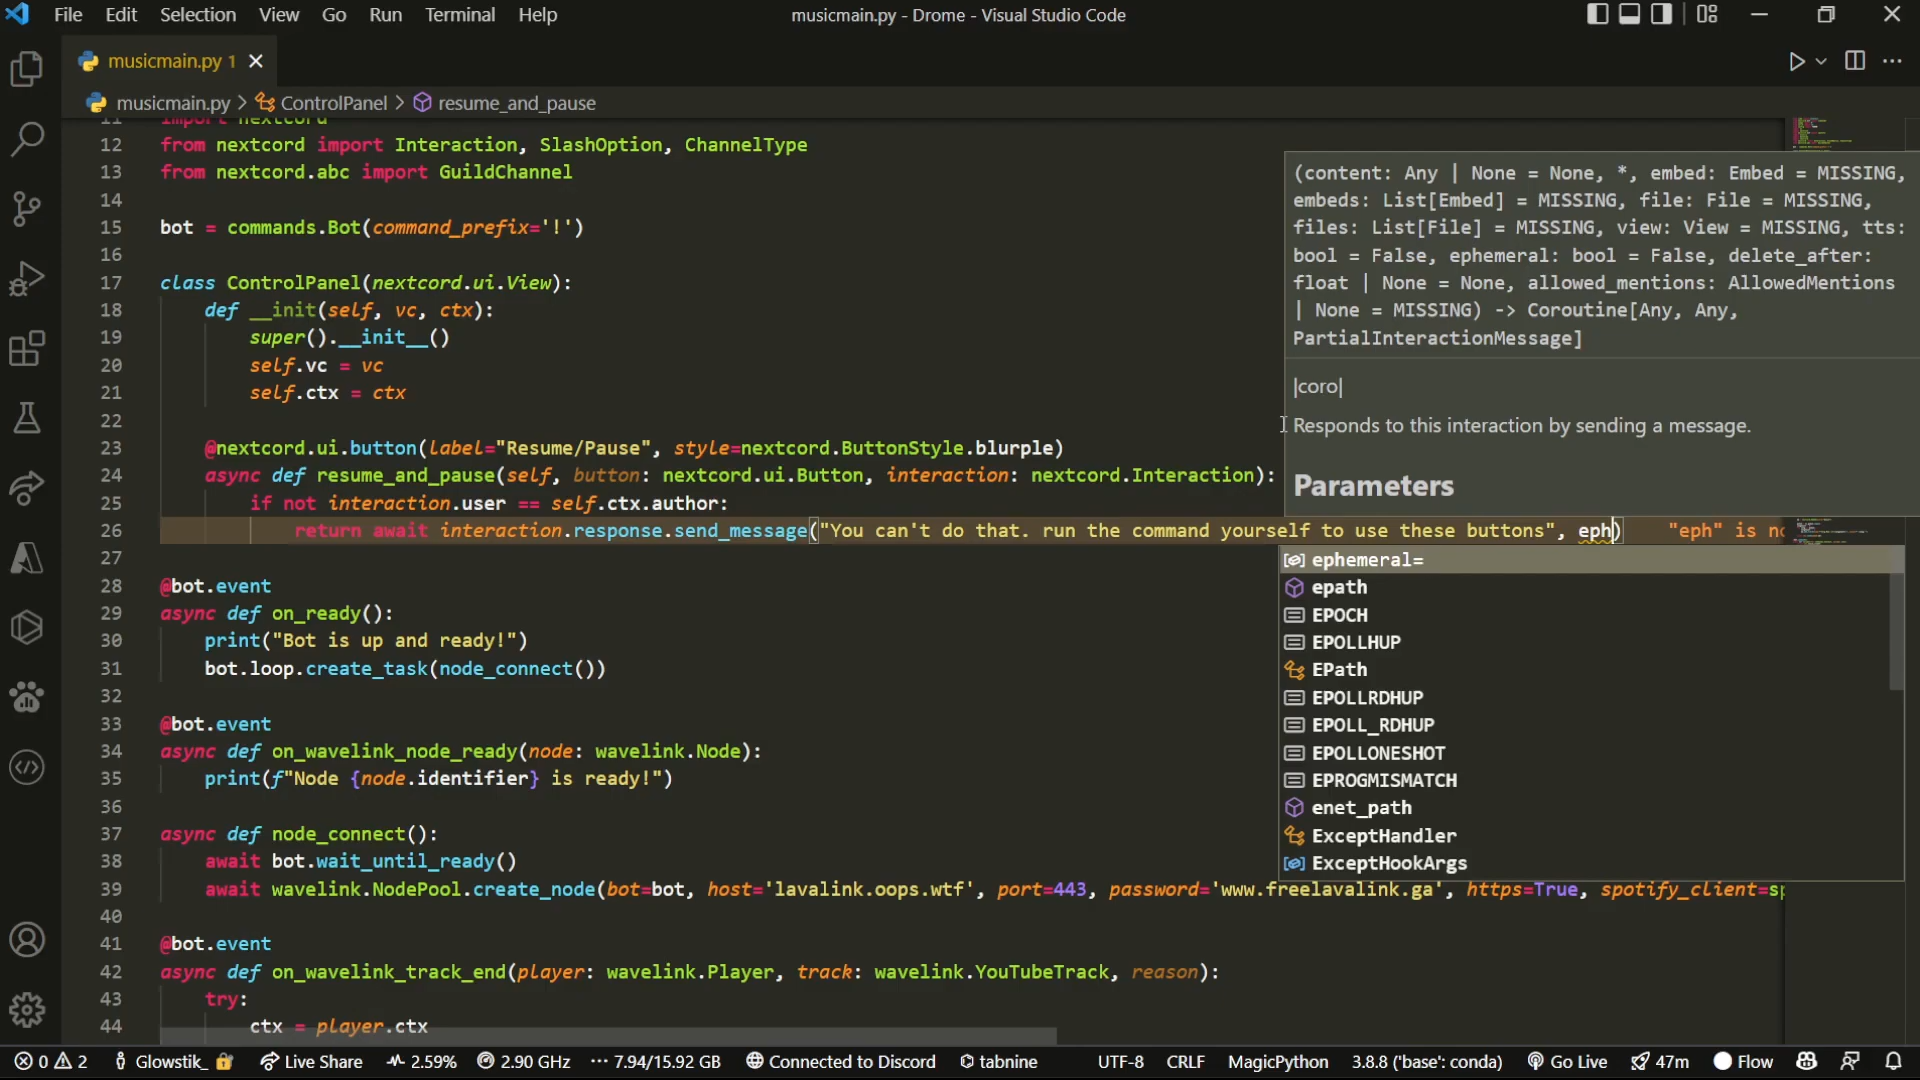 File Edit Selection View Go Run Terminal Help
musicmain.py - Drome - Visual Studio Code
musicmain.py 1
musicmain.py > ControlPanel > resume_and_pause
11 import nextcord
12 from nextcord import Interaction, SlashOption, ChannelType
13 from nextcord.abc import GuildChannel
14
15 bot = commands.Bot(command_prefix='!')
16
17 class ControlPanel(nextcord.ui.View):
18 def __init(self, vc, ctx):
19 super().__init__()
20 self.vc = vc
21 self.ctx = ctx
22
23 @nextcord.ui.button(label="Resume/Pause", style=nextcord.ButtonStyle.blurple)
24 async def resume_and_pause(self, button: nextcord.ui.Button, interaction: nextcord.Interaction):
25 if not interaction.user == self.ctx.author:
26 return await interaction.response.send_message("You can't do that. run the command yourself to use these buttons", eph) "eph" is no
27
28 @bot.event
29 async def on_ready():
30 print("Bot is up and ready!")
31 bot.loop.create_task(node_connect())
32
33 @bot.event
34 async def on_wavelink_node_ready(node: wavelink.Node):
35 print(f"Node {node.identifier} is ready!")
36
37 async def node_connect():
38 await bot.wait_until_ready()
39 await wavelink.NodePool.create_node(bot=bot, host='lavalink.oops.wtf', port=443, password='www.freelavalink.ga', https=True, spotify_client=sp
40
41 @bot.event
42 async def on_wavelink_track_end(player: wavelink.Player, track: wavelink.YouTubeTrack, reason):
43 try:
44 ctx = player.ctx
(content: Any | None = None, *, embed: Embed = MISSING,
embeds: List[Embed] = MISSING, file: File = MISSING,
files: List[File] = MISSING, view: View = MISSING, tts:
bool = False, ephemeral: bool = False, delete_after:
float | None = None, allowed_mentions: AllowedMentions
| None = MISSING) -> Coroutine[Any, Any,
PartialInteractionMessage]
|coro|
Responds to this interaction by sending a message.
Parameters
ephemeral=
epath
EPOCH
EPOLLHUP
EPath
EPOLLRDHUP
EPOLL_RDHUP
EPOLLONESHOT
EPROGMISMATCH
enet_path
ExceptHandler
ExceptHookArgs
0 2 Glowstik_ Live Share 2.59% 2.90 GHz 7.94/15.92 GB Connected to Discord tabnine UTF-8 CRLF MagicPython 3.8.8 ('base': conda) Go Live 47m Flow